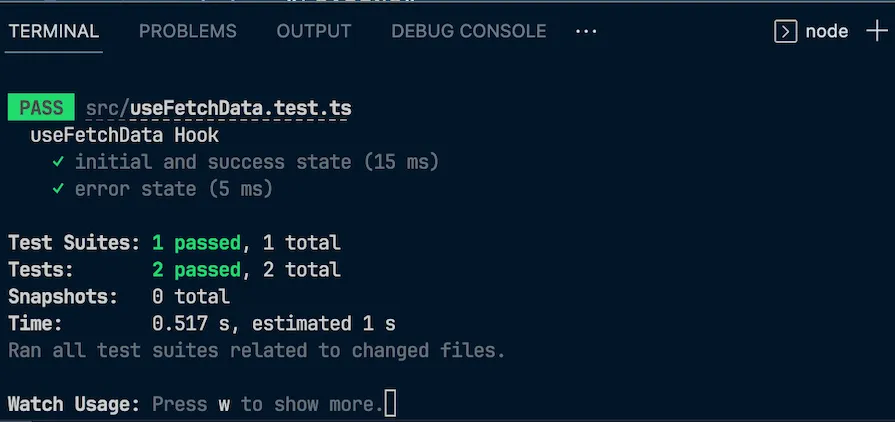 TERMINAL PROBLEMS OUTPUT DEBUG CONSOLE ··· node
PASS src/useFetchData.test.ts
useFetchData Hook
✓ initial and success state (15 ms)
✓ error state (5 ms)
Test Suites: 1 passed, 1 total
Tests: 2 passed, 2 total
Snapshots: 0 total
Time: 0.517 s, estimated 1 s
Ran all test suites related to changed files.
Watch Usage: Press w to show more.